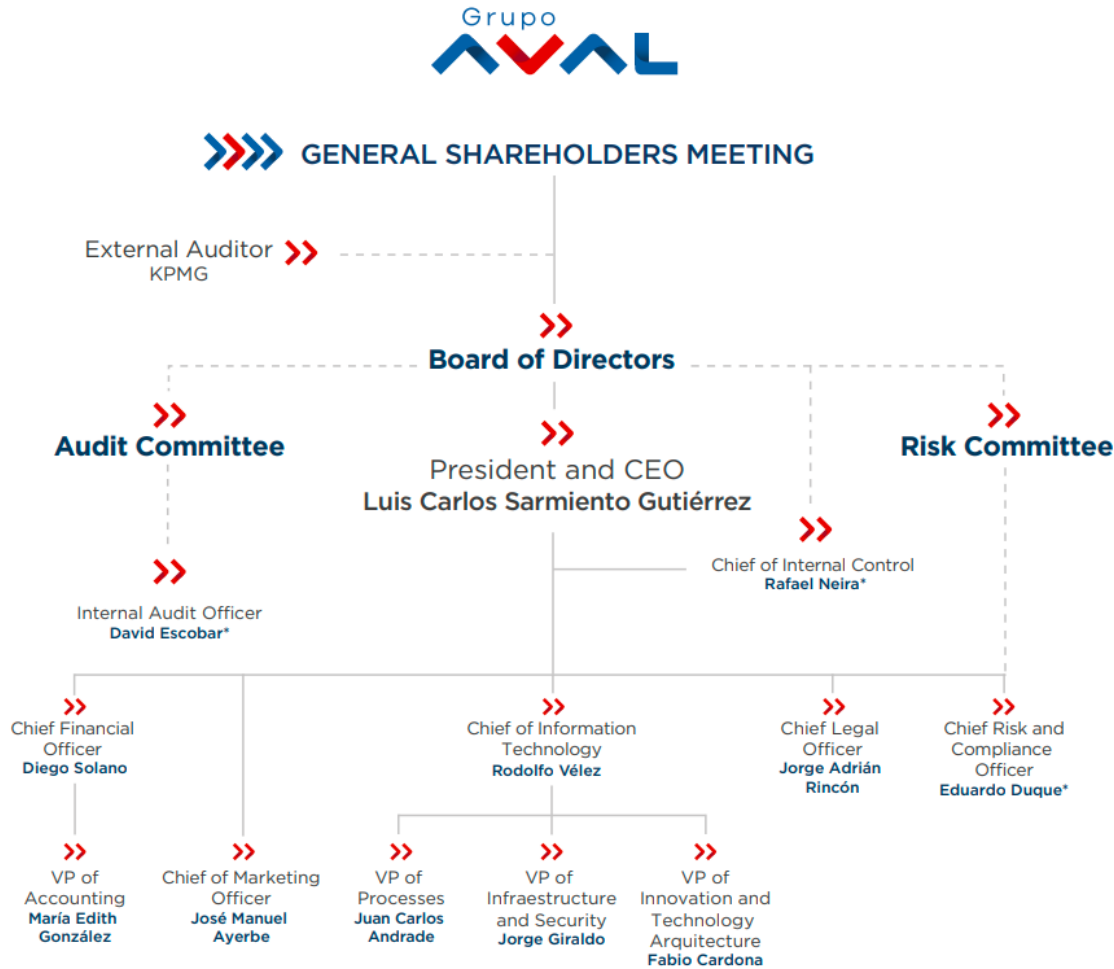 Grupo
AVAL
GENERAL SHAREHOLDERS MEETING
External Auditor
KPMG
Board of Directors
Audit Committee
Risk Committee
President and CEO
Luis Carlos Sarmiento Gutiérrez
Chief of Internal Control
Rafael Neira*
Internal Audit Officer
David Escobar*
Chief Financial
Officer
Diego Solano
Chief of Information
Technology
Rodolfo Vélez
Chief Legal
Officer
Jorge Adrián
Rincón
Chief Risk and
Compliance
Officer
Eduardo Duque*
VP of
Accounting
María Edith
González
Chief of Marketing
Officer
José Manuel
Ayerbe
VP of
Processes
Juan Carlos
Andrade
VP of
Infraestructure
and Security
Jorge Giraldo
VP of
Innovation and
Technology
Arquitecture
Fabio Cardona